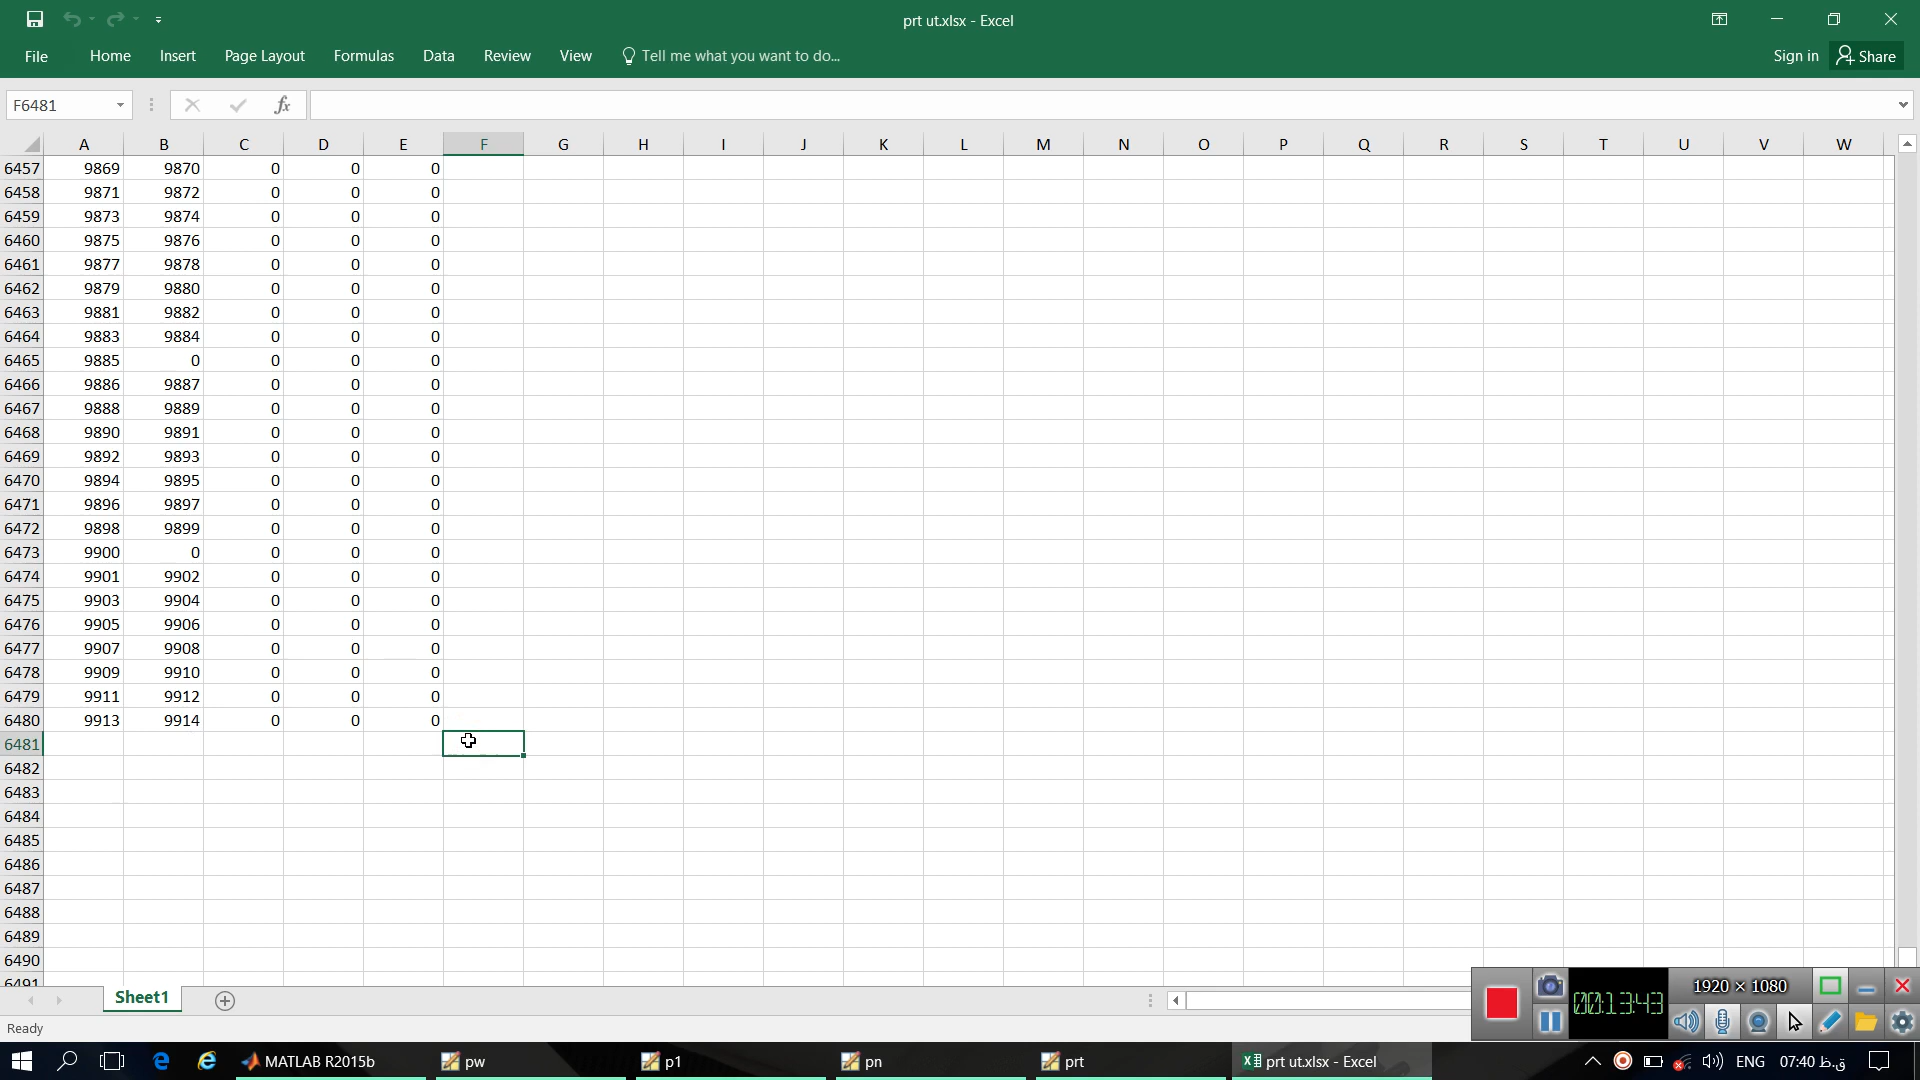 prt ut.xlsx - Excel
File Home Insert Page Layout Formulas Data Review View Tell me what you want to do... Sign in Share
F6481
A B C D E F G H I J K L M N O P Q R S T U V W
6457 9869 9870 0 0 0
6458 9871 9872 0 0 0
6459 9873 9874 0 0 0
6460 9875 9876 0 0 0
6461 9877 9878 0 0 0
6462 9879 9880 0 0 0
6463 9881 9882 0 0 0
6464 9883 9884 0 0 0
6465 9885 0 0 0 0
6466 9886 9887 0 0 0
6467 9888 9889 0 0 0
6468 9890 9891 0 0 0
6469 9892 9893 0 0 0
6470 9894 9895 0 0 0
6471 9896 9897 0 0 0
6472 9898 9899 0 0 0
6473 9900 0 0 0 0
6474 9901 9902 0 0 0
6475 9903 9904 0 0 0
6476 9905 9906 0 0 0
6477 9907 9908 0 0 0
6478 9909 9910 0 0 0
6479 9911 9912 0 0 0
6480 9913 9914 0 0 0
6481
6482
6483
6484
6485
6486
6487
6488
6489
6490
6491
1920 × 1080
00:13:43
Sheet1
Ready
MATLAB R2015b pw p1 pn prt prt ut.xlsx - Excel ENG 07:40 ق.ظ